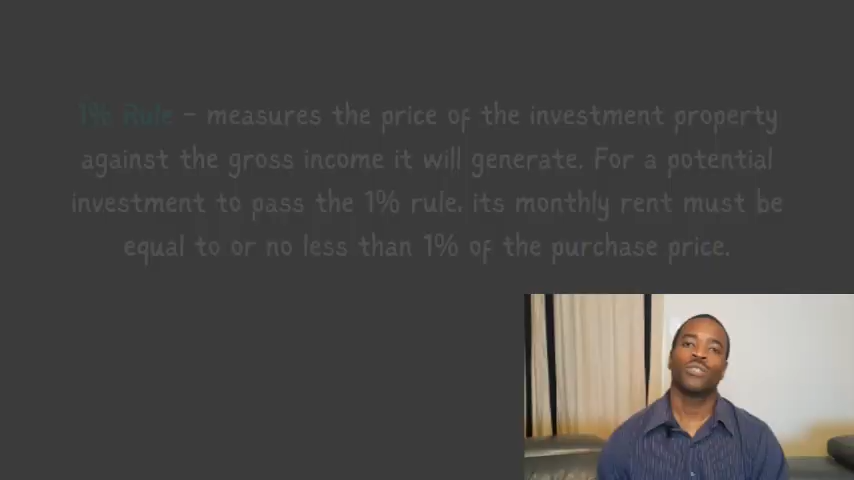 1% Rule – measures the price of the investment property
against the gross income it will generate. For a potential
investment to pass the 1% rule, its monthly rent must be
equal to or no less than 1% of the purchase price.